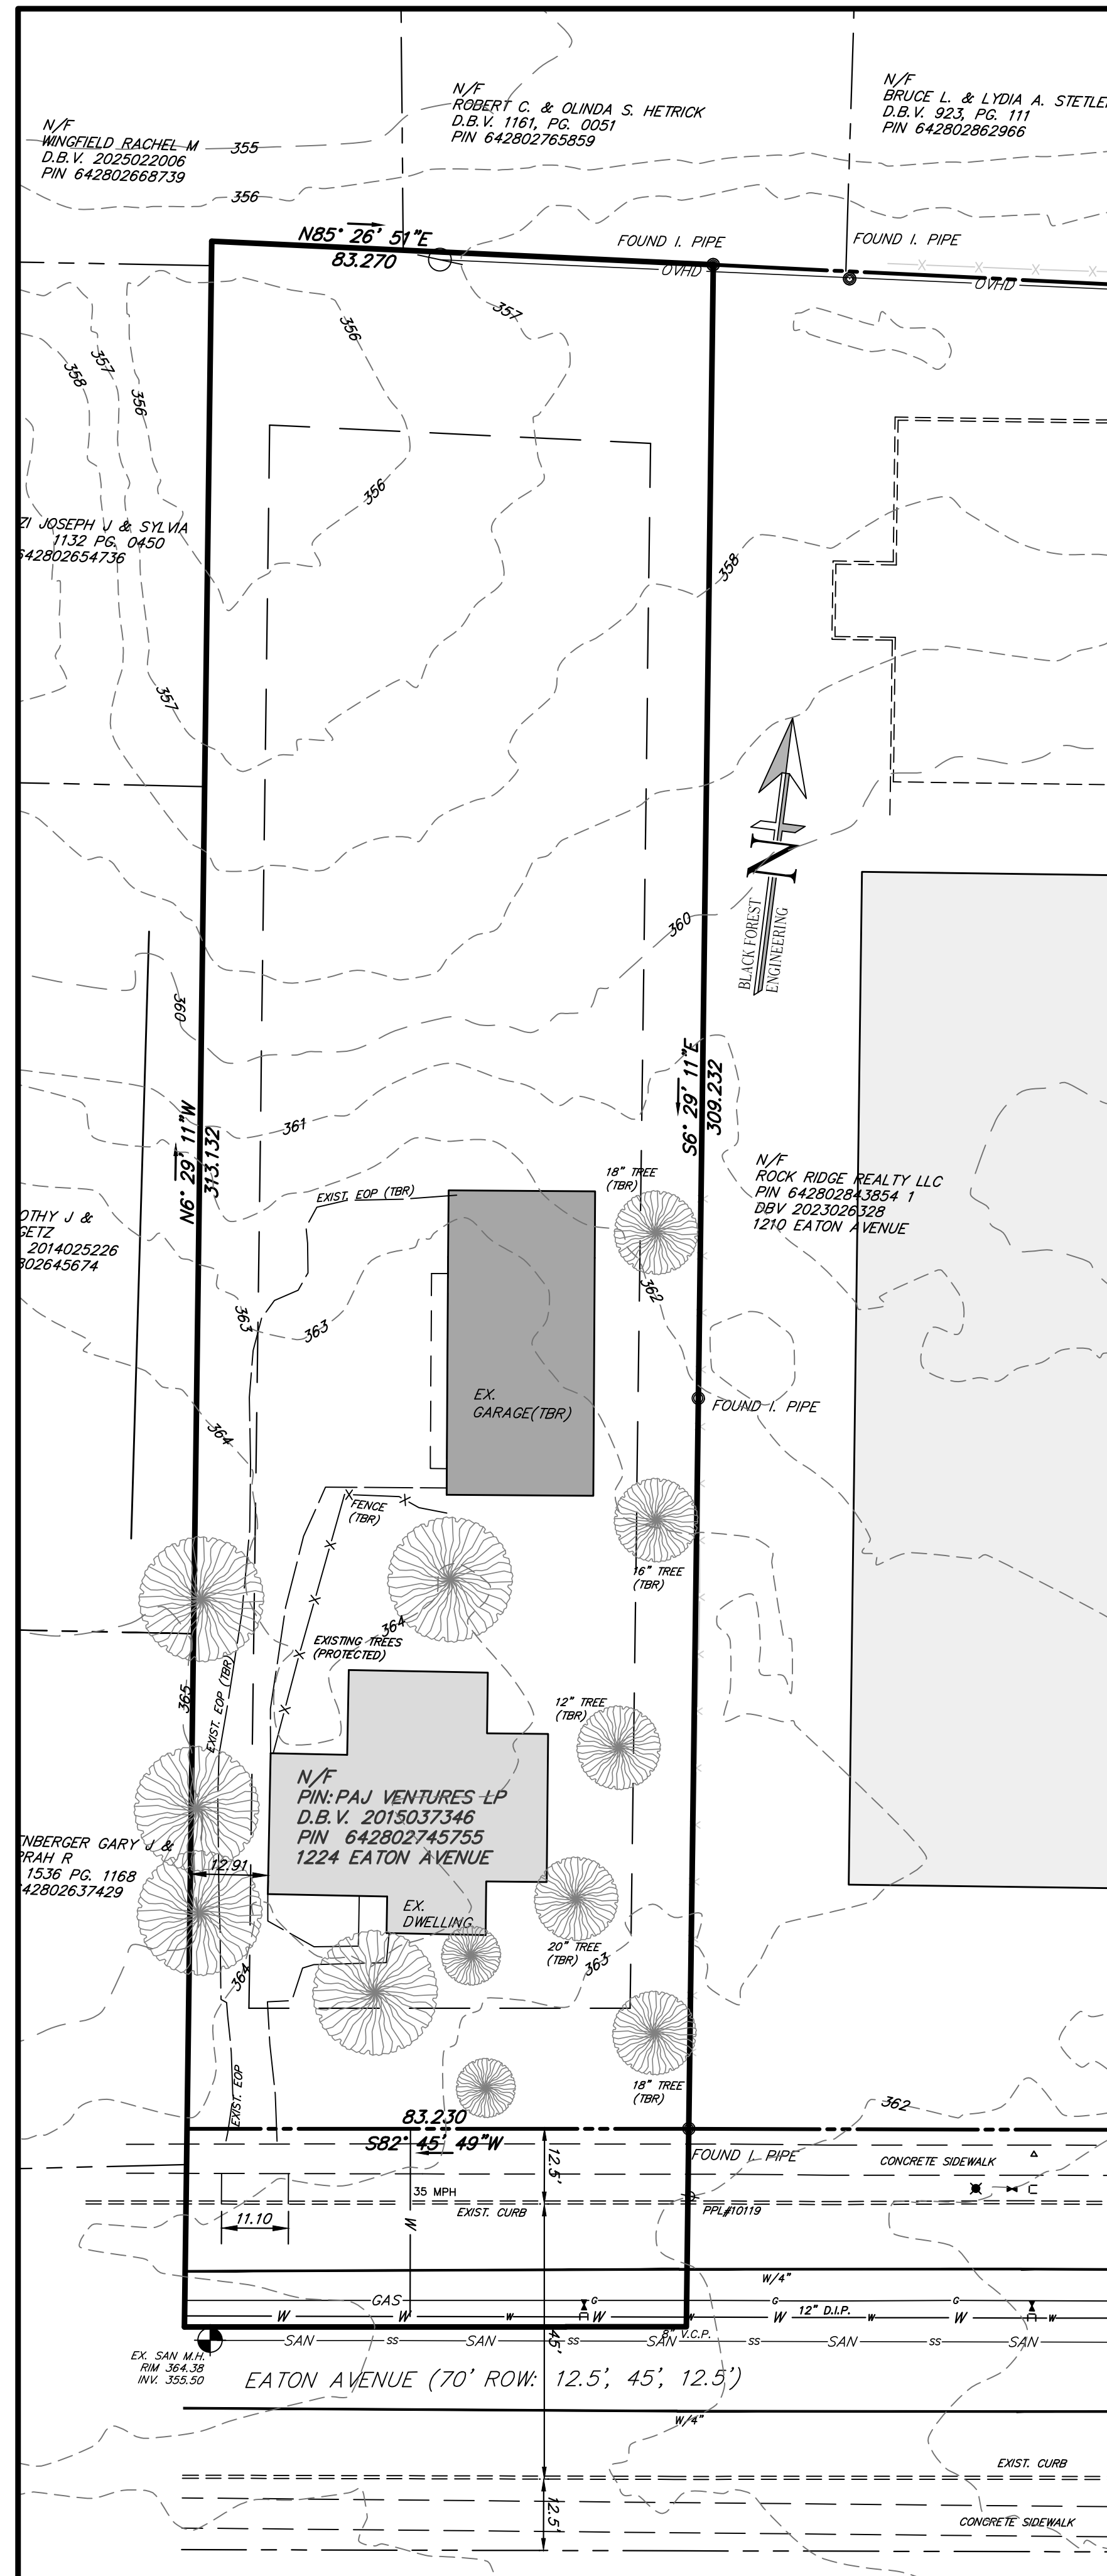 N/F
WINGFIELD RACHEL M
D.B.V. 2025022006
PIN 642802668739
N/F
ROBERT C. & OLINDA S. HETRICK
D.B.V. 1161, PG. 0051
PIN 642802765859
N/F
BRUCE L. & LYDIA A. STETLE
D.B.V. 923, PG. 111
PIN 642802862966
355
356
N85° 26' 51"E
83.270
FOUND I. PIPE
FOUND I. PIPE
OVHD
OVHD
357
356
358
357
356
356
ZI JOSEPH J & SYLVIA
1132 PG. 0450
642802654736
358
357
BLACK FOREST
ENGINEERING
N
360
360
N6° 29' 11"W
313.132
S6° 29' 11"E
309.232
361
EXIST. EOP (TBR)
18" TREE
(TBR)
N/F
ROCK RIDGE REALTY LLC
PIN 642802843854 1
DBV 2023026328
1210 EATON AVENUE
OTHY J &
GETZ
2014025226
802645674
362
363
363
EX.
GARAGE(TBR)
FOUND I. PIPE
364
FENCE
(TBR)
16" TREE
(TBR)
364
EXISTING TREES
(PROTECTED)
365
EXIST. EOP (TBR)
12" TREE
(TBR)
N/F
PIN: PAJ VENTURES LP
D.B.V. 2015037346
PIN 642802745755
1224 EATON AVENUE
ENBERGER GARY J &
RAH R
1536 PG. 1168
42802637429
12.91
EX.
DWELLING
20" TREE
(TBR)
363
364
EXIST. EOP
18" TREE
(TBR)
83.230
S82° 45' 49"W
362
12.5'
FOUND I. PIPE
CONCRETE SIDEWALK
35 MPH
EXIST. CURB
PPL#10119
11.10
W
W/4"
GAS
G
G
G
W
W
W
W
W
12" D.I.P.
W
W
W
W
8" V.C.P.
SAN
SS
SAN
SS
SAN
SS
SAN
SS
SAN
EX. SAN M.H.
RIM 364.38
INV. 355.50
45'
EATON AVENUE (70' ROW: 12.5', 45', 12.5')
W/4"
EXIST. CURB
12.5'
CONCRETE SIDEWALK